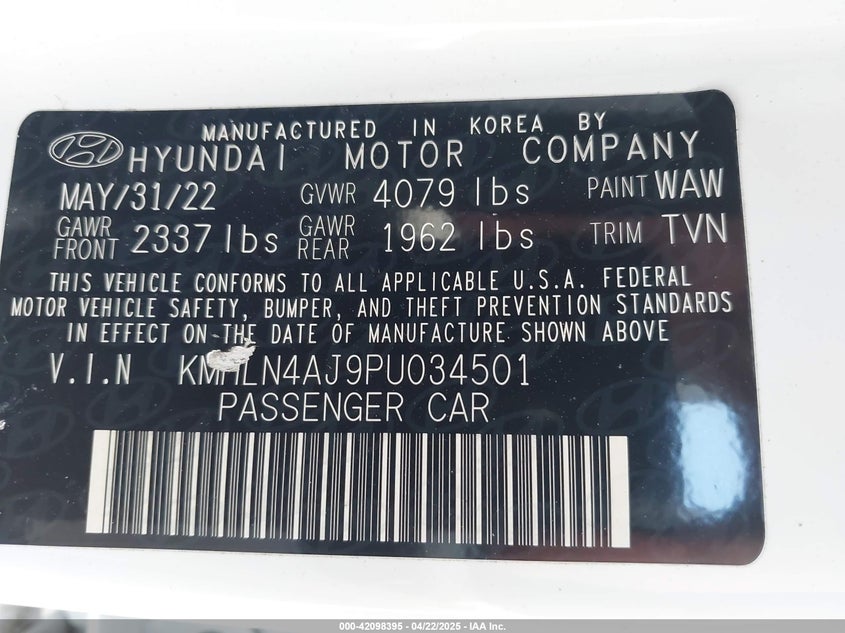 MANUFACTURED IN KOREA BY
HYUNDAI MOTOR COMPANY
MAY/31/22 GVWR 4079 lbs PAINT WAW
GAWR FRONT 2337 lbs GAWR REAR 1962 lbs TRIM TVN
THIS VEHICLE CONFORMS TO ALL APPLICABLE U.S.A. FEDERAL
MOTOR VEHICLE SAFETY, BUMPER, AND THEFT PREVENTION STANDARDS
IN EFFECT ON THE DATE OF MANUFACTURE SHOWN ABOVE
V.I.N KMHLN4AJ9PU034501
PASSENGER CAR
000-42098395 - 04/22/2025 - IAA Inc.